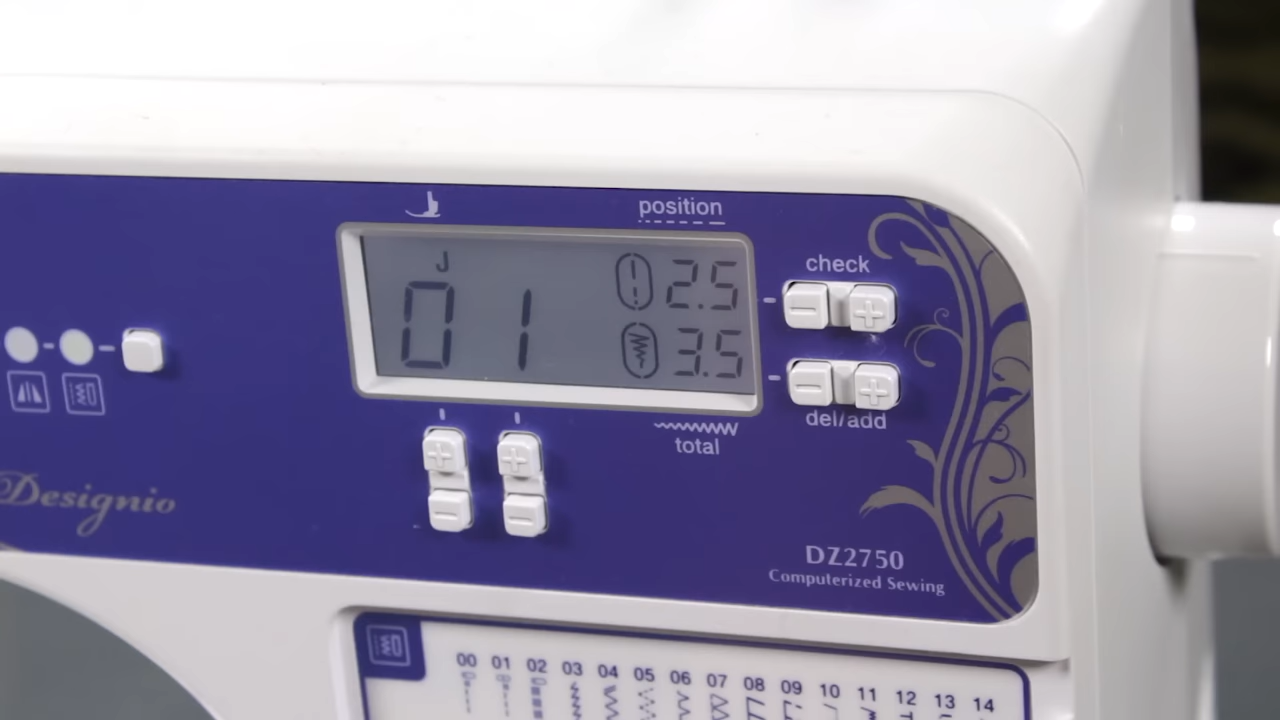 position
J
2.5
01
3.5
check
del/add
total
Designio
DZ2750
Computerized Sewing
00 01 02 03 04 05 06 07 08 09 10 11 12 13 14